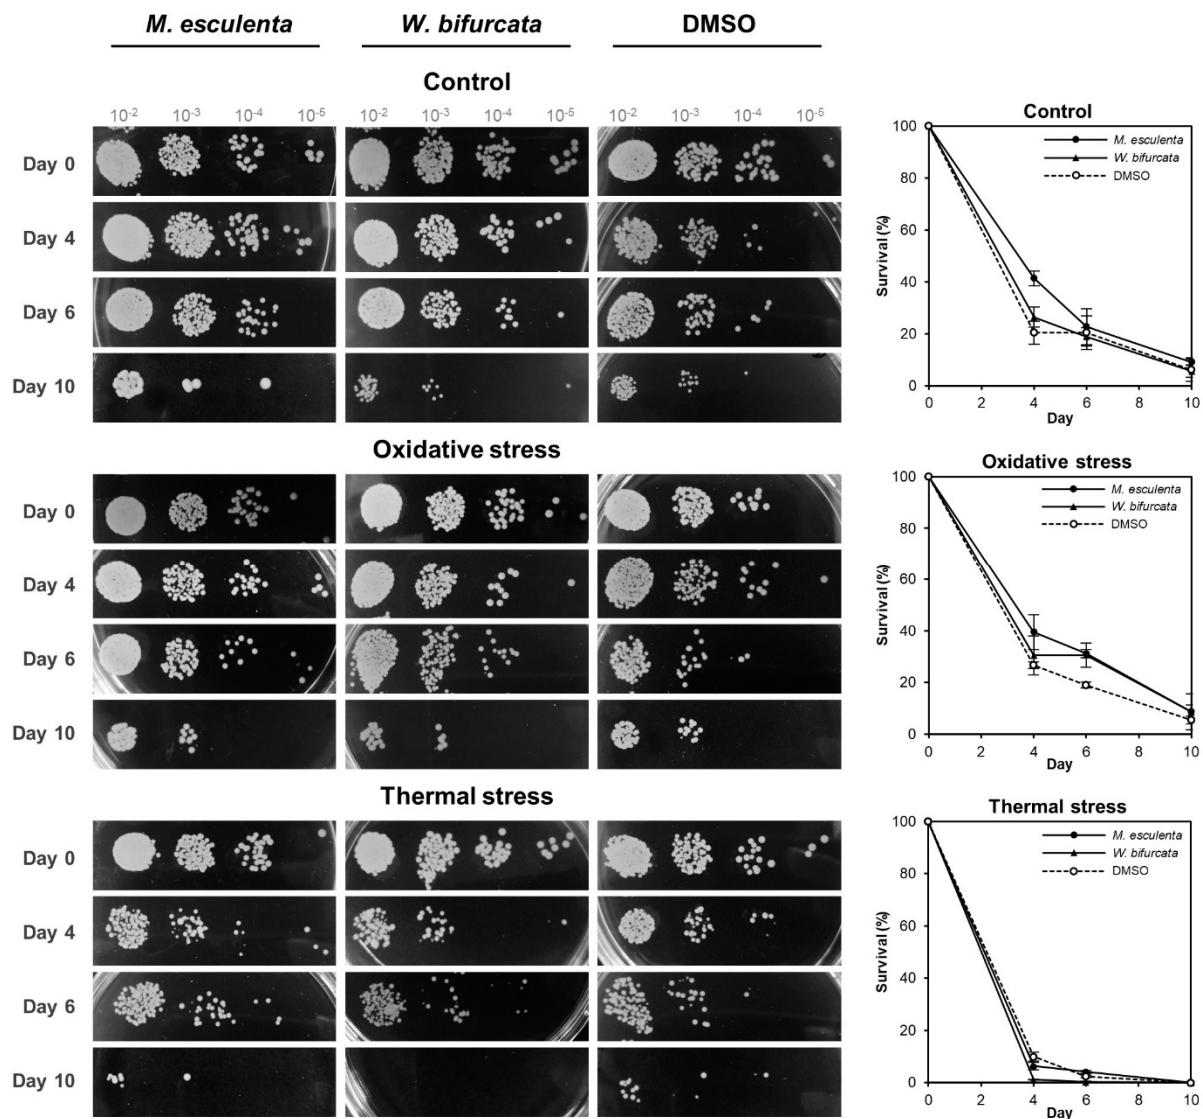 M. esculenta W. bifurcata DMSO
Control
10-2 10-3 10-4 10-5 10-2 10-3 10-4 10-5 10-2 10-3 10-4 10-5
Day 0
Day 4
Day 6
Day 10
Oxidative stress
Day 0
Day 4
Day 6
Day 10
Thermal stress
Day 0
Day 4
Day 6
Day 10
Control
100
80
60
40
20
0
Survival (%)
M. esculenta
W. bifurcata
DMSO
0 2 4 6 8 10
Day
Oxidative stress
100
80
60
40
20
0
Survival (%)
M. esculenta
W. bifurcata
DMSO
0 2 4 6 8 10
Day
Thermal stress
100
80
60
40
20
0
Survival (%)
M. esculenta
W. bifurcata
DMSO
0 2 4 6 8 10
Day